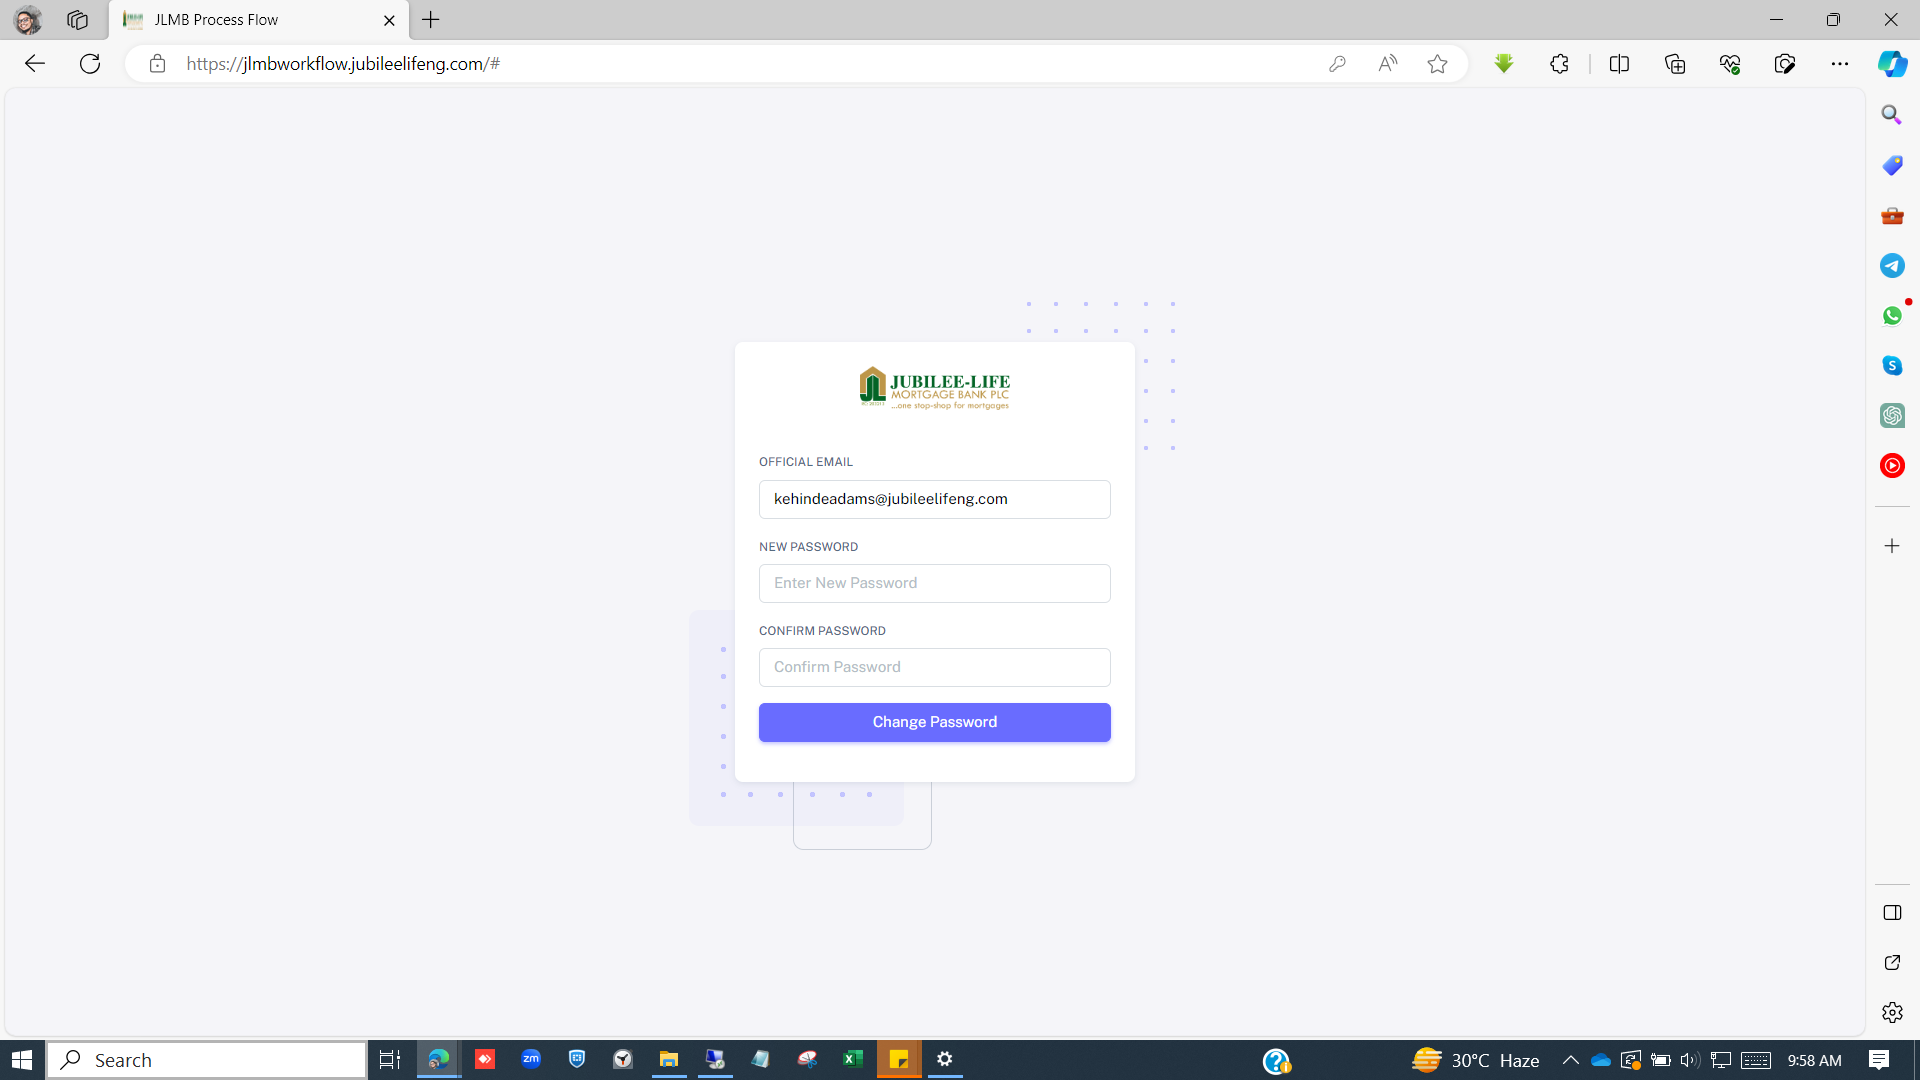 JLMB Process Flow
https://jlmbworkflow.jubileelifeng.com/#
JUBILEE-LIFE
MORTGAGE BANK PLC
...one stop-shop for mortgages
OFFICIAL EMAIL
kehindeadams@jubileelifeng.com
NEW PASSWORD
Enter New Password
CONFIRM PASSWORD
Confirm Password
Change Password
Search
zm
30°C Haze
9:58 AM